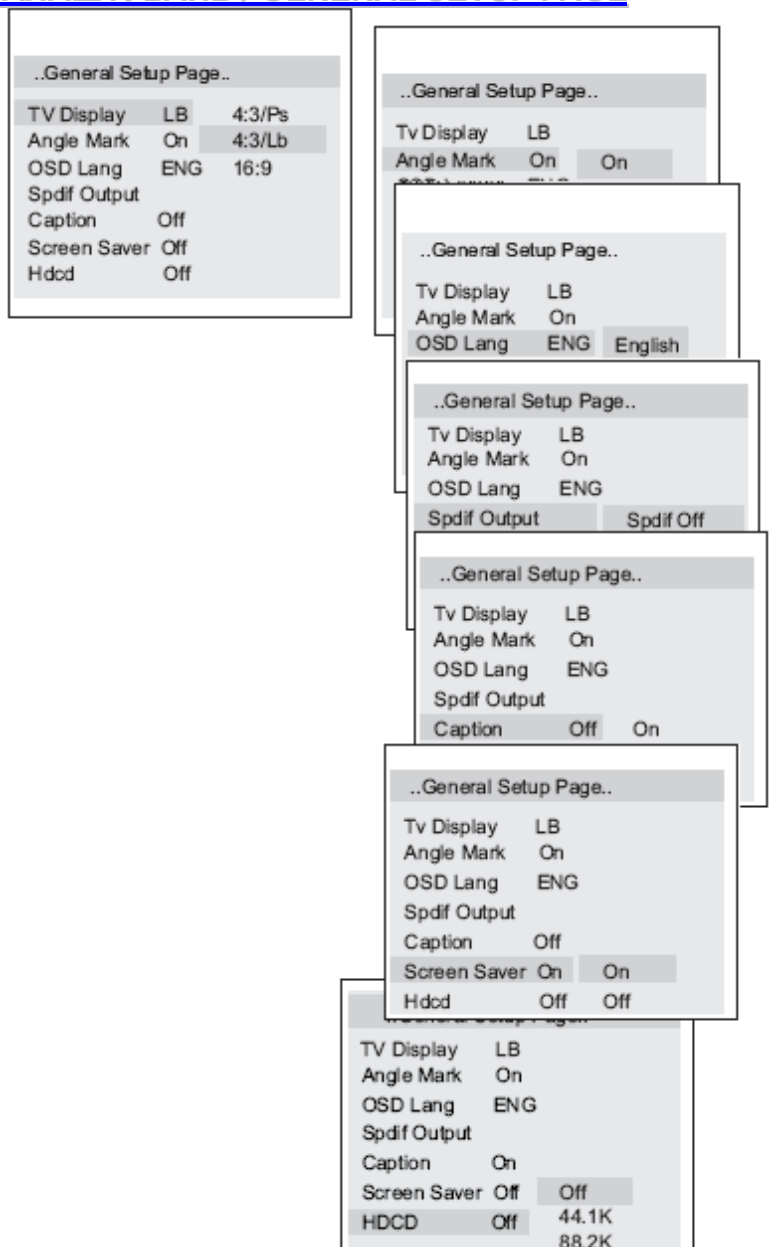 ..General Setup Page..
TV Display LB 4:3/Ps
Angle Mark On 4:3/Lb
OSD Lang ENG 16:9
Spdif Output
Caption Off
Screen Saver Off
Hdcd Off
..General Setup Page..
Tv Display LB
Angle Mark On On
..General Setup Page..
Tv Display LB
Angle Mark On
OSD Lang ENG English
..General Setup Page..
Tv Display LB
Angle Mark On
OSD Lang ENG
Spdif Output Spdif Off
..General Setup Page..
Tv Display LB
Angle Mark On
OSD Lang ENG
Spdif Output
Caption Off On
..General Setup Page..
Tv Display LB
Angle Mark On
OSD Lang ENG
Spdif Output
Caption Off
Screen Saver On On
Hdcd Off Off
TV Display LB
Angle Mark On
OSD Lang ENG
Spdif Output
Caption On
Screen Saver Off Off
HDCD Off 44.1K
88.2K